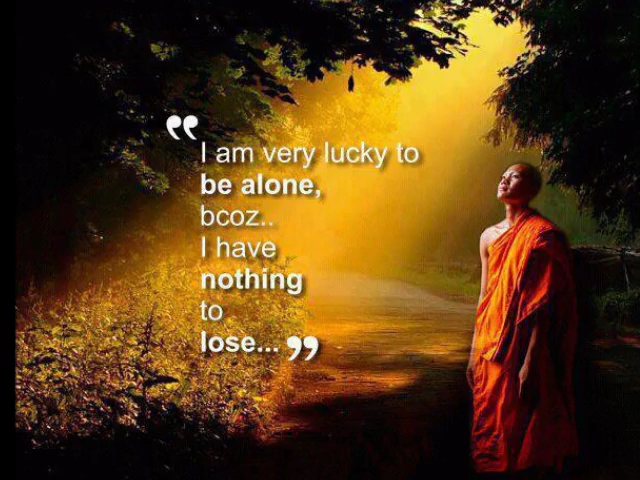 “
I am very lucky to
be alone,
bcoz..
I have
nothing
to
lose... ”